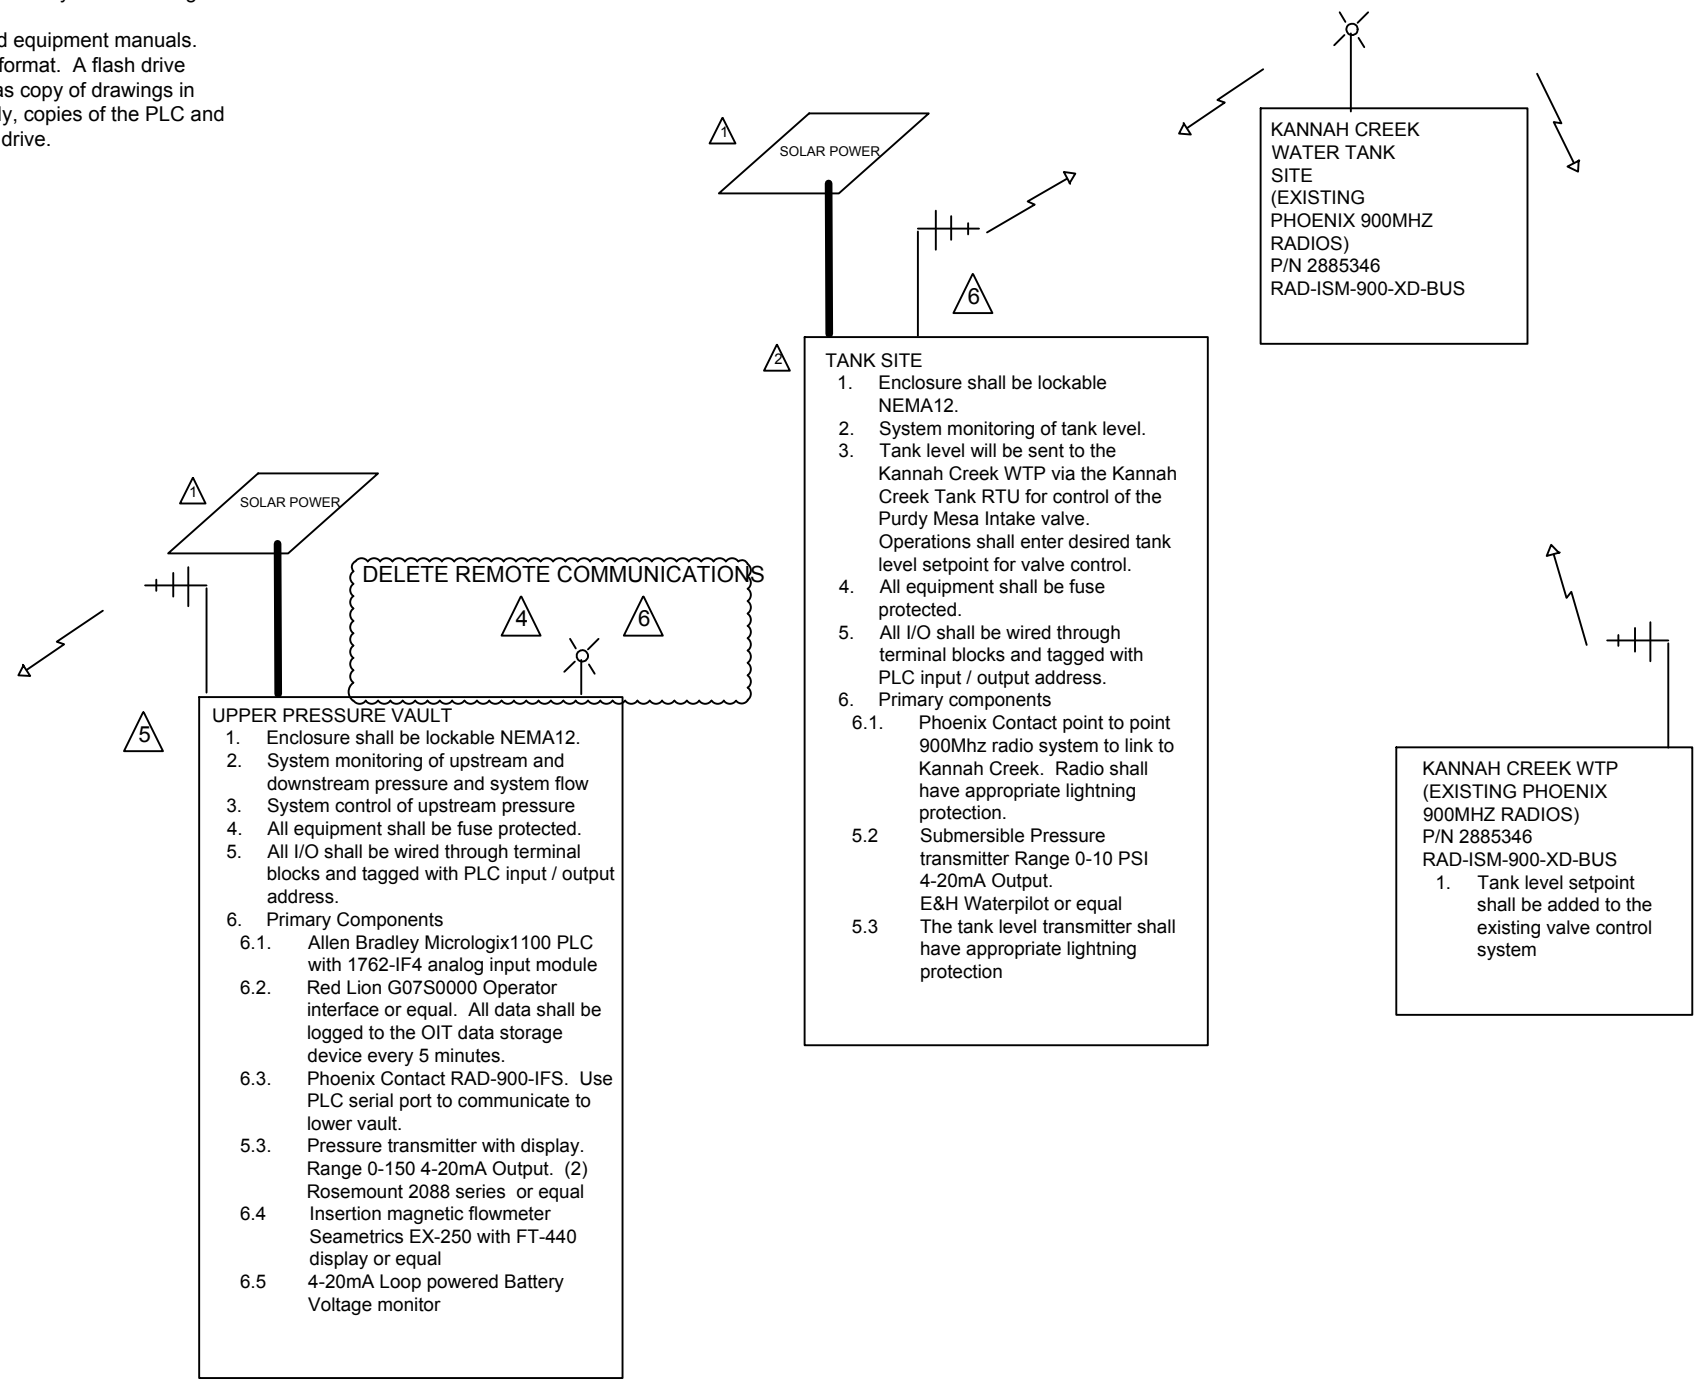 d equipment manuals.
format.  A flash drive
as copy of drawings in
ly, copies of the PLC and
drive.
1
SOLAR POWER
6
KANNAH CREEK
WATER TANK
SITE
(EXISTING
PHOENIX 900MHZ
RADIOS)
P/N 2885346
RAD-ISM-900-XD-BUS
2
TANK SITE
1. Enclosure shall be lockable
NEMA12.
2. System monitoring of tank level.
3. Tank level will be sent to the
Kannah Creek WTP via the Kannah
Creek Tank RTU for control of the
Purdy Mesa Intake valve.
Operations shall enter desired tank
level setpoint for valve control.
4. All equipment shall be fuse
protected.
5. All I/O shall be wired through
terminal blocks and tagged with
PLC input / output address.
6. Primary components
6.1. Phoenix Contact point to point
900Mhz radio system to link to
Kannah Creek.  Radio shall
have appropriate lightning
protection.
5.2 Submersible Pressure
transmitter Range 0-10 PSI
4-20mA Output.
E&H Waterpilot or equal
5.3 The tank level transmitter shall
have appropriate lightning
protection
1
SOLAR POWER
DELETE REMOTE COMMUNICATIONS
4 6
5
UPPER PRESSURE VAULT
1. Enclosure shall be lockable NEMA12.
2. System monitoring of upstream and
downstream pressure and system flow
3. System control of upstream pressure
4. All equipment shall be fuse protected.
5. All I/O shall be wired through terminal
blocks and tagged with PLC input / output
address.
6. Primary Components
6.1. Allen Bradley Micrologix1100 PLC
with 1762-IF4 analog input module
6.2. Red Lion G07S0000 Operator
interface or equal.  All data shall be
logged to the OIT data storage
device every 5 minutes.
6.3. Phoenix Contact RAD-900-IFS.  Use
PLC serial port to communicate to
lower vault.
5.3. Pressure transmitter with display.
Range 0-150 4-20mA Output.  (2)
Rosemount 2088 series  or equal
6.4 Insertion magnetic flowmeter
Seametrics EX-250 with FT-440
display or equal
6.5 4-20mA Loop powered Battery
Voltage monitor
KANNAH CREEK WTP
(EXISTING PHOENIX
900MHZ RADIOS)
P/N 2885346
RAD-ISM-900-XD-BUS
1. Tank level setpoint
shall be added to the
existing valve control
system